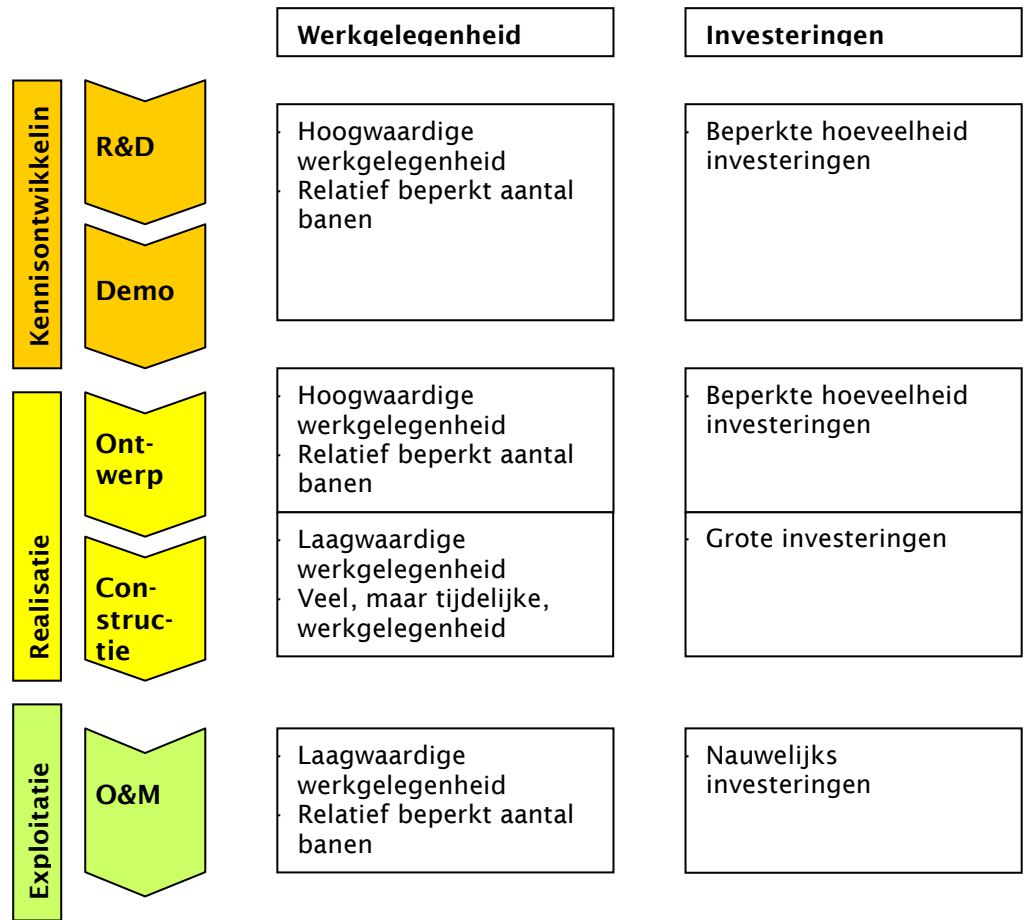 Werkgelegenheid
Investeringen
Kennisontwikkelin
R&D
Demo
· Hoogwaardige
werkgelegenheid
· Relatief beperkt aantal
banen
· Beperkte hoeveelheid
investeringen
Realisatie
Ont-
werp
· Hoogwaardige
werkgelegenheid
· Relatief beperkt aantal
banen
· Beperkte hoeveelheid
investeringen
Con-
struc-
tie
· Laagwaardige
werkgelegenheid
· Veel, maar tijdelijke,
werkgelegenheid
· Grote investeringen
Exploitatie
O&M
· Laagwaardige
werkgelegenheid
· Relatief beperkt aantal
banen
· Nauwelijks
investeringen